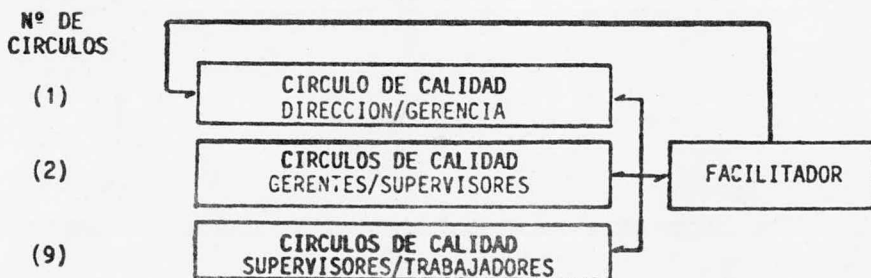 Nº DE
CIRCULOS
(1)
CIRCULO DE CALIDAD
DIRECCION/GERENCIA
(2)
CIRCULOS DE CALIDAD
GERENTES/SUPERVISORES
FACILITADOR
(9)
CIRCULOS DE CALIDAD
SUPERVISORES/TRABAJADORES